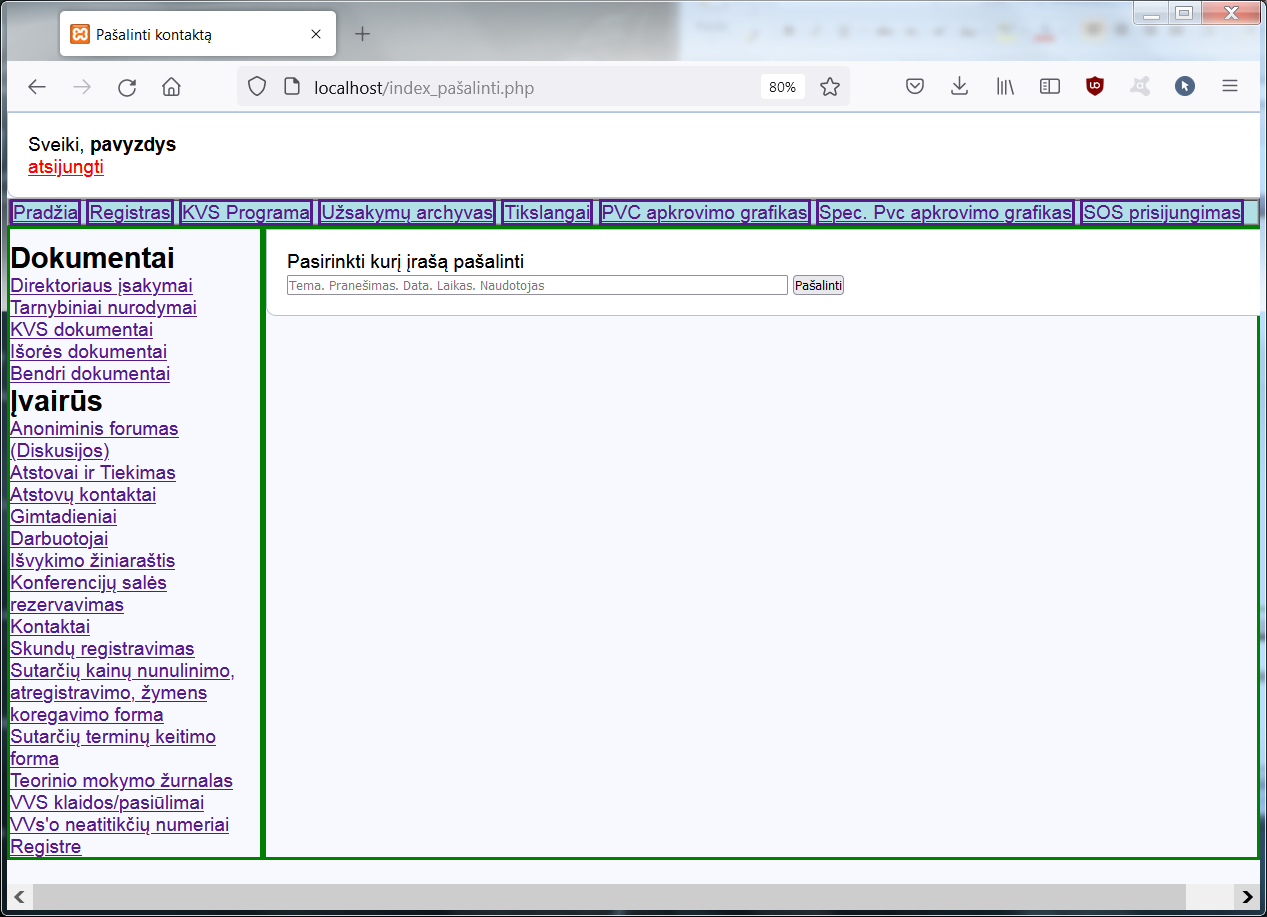 Pašalinti kontaktą
localhost/index_pašalinti.php
80%
Sveiki, pavyzdys
atsijungti
Pradžia Registras KVS Programa Užsakymų archyvas Tikslangai PVC apkrovimo grafikas Spec. Pvc apkrovimo grafikas SOS prisijungimas
Dokumentai
Direktoriaus įsakymai
Tarnybiniai nurodymai
KVS dokumentai
Išorės dokumentai
Bendri dokumentai
Įvairūs
Anoniminis forumas
(Diskusijos)
Atstovai ir Tiekimas
Atstovų kontaktai
Gimtadieniai
Darbuotojai
Išvykimo žiniaraštis
Konferencijų salės
rezervavimas
Kontaktai
Skundų registravimas
Sutarčių kainų nunulinimo,
atregistravimo, žymens
koregavimo forma
Sutarčių terminų keitimo
forma
Teorinio mokymo žurnalas
VVS klaidos/pasiūlimai
VVs'o neatitikčių numeriai
Registre
Pasirinkti kurį įrašą pašalinti
Tema. Pranešimas. Data. Laikas. Naudotojas Pašalinti